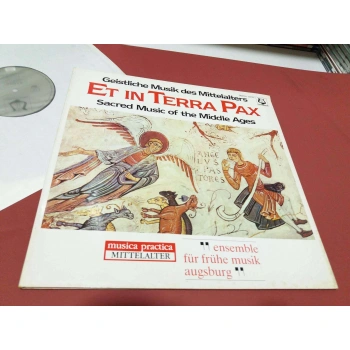 Geistliche Musik des Mittelalters
ET IN TERRA PAX
Sacred Music of the Middle Ages
musica practica
MITTELALTER
" ensemble
für frühe musik
augsburg "